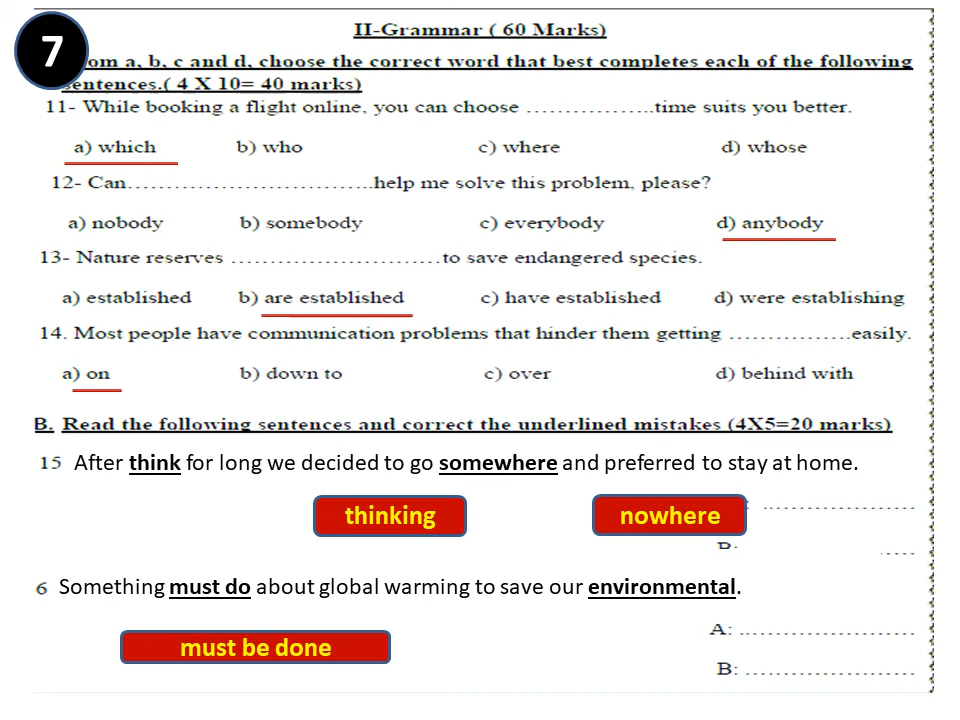 II-Grammar ( 60 Marks)
7
om a, b, c and d, choose the correct word that best completes each of the following
sentences.( 4 X 10= 40 marks)
11- While booking a flight online, you can choose ……………..time suits you better.
a) which b) who c) where d) whose
12- Can…………………………….help me solve this problem, please?
a) nobody b) somebody c) everybody d) anybody
13- Nature reserves ………………………..to save endangered species.
a) established b) are established c) have established d) were establishing
14. Most people have communication problems that hinder them getting …………….easily.
a) on b) down to c) over d) behind with
B. Read the following sentences and correct the underlined mistakes (4X5=20 marks)
15 After think for long we decided to go somewhere and preferred to stay at home.
thinking nowhere : ………………..
B:
6 Something must do about global warming to save our environmental.
A: …………………..
must be done
B: …………………..